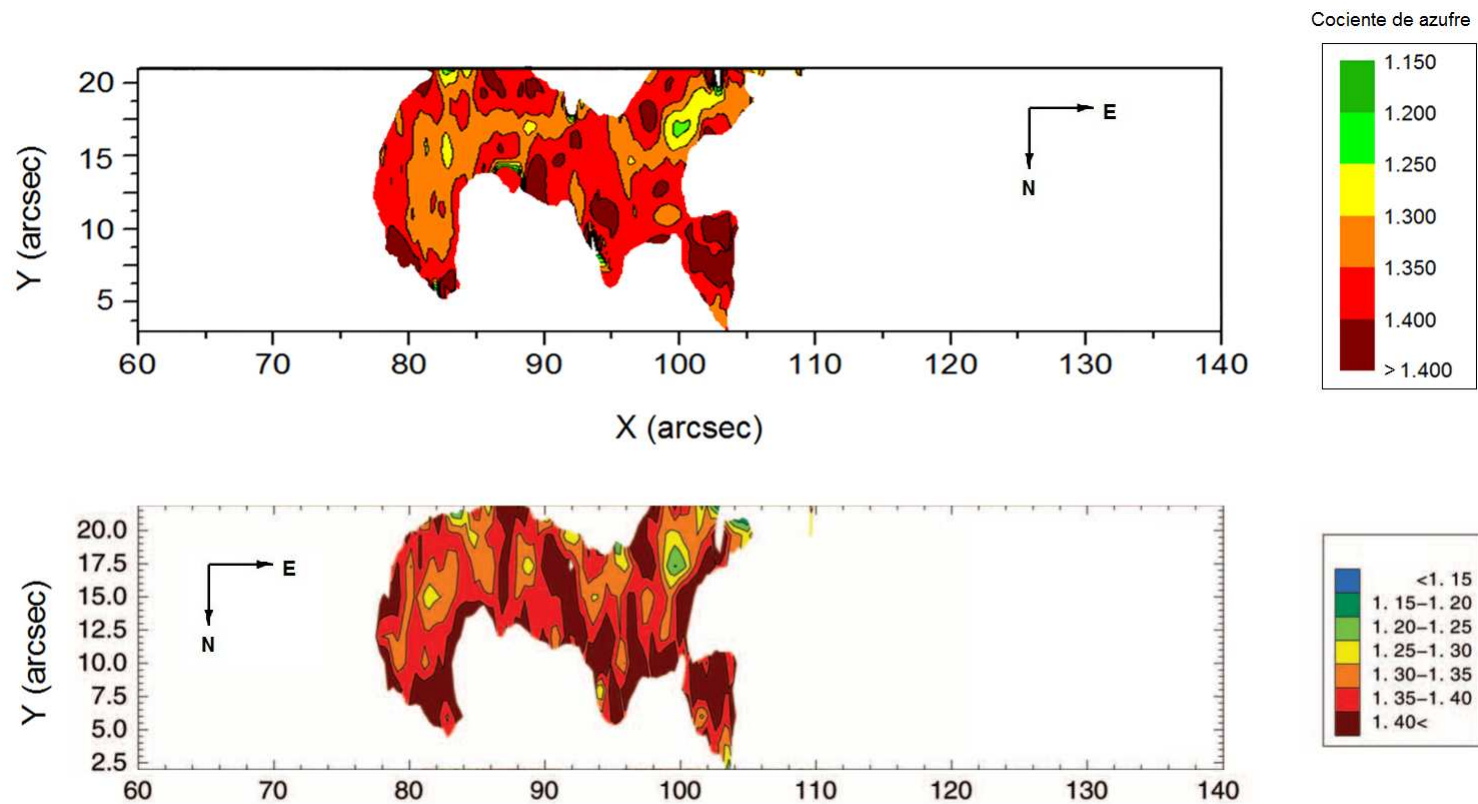 Cociente de azufre
1.150
1.200
1.250
1.300
1.350
1.400
> 1.400
20
15
10
5
Y (arcsec)
E
N
60 70 80 90 100 110 120 130 140
X (arcsec)
20.0
17.5
15.0
12.5
10.0
7.5
5.0
2.5
Y (arcsec)
E
N
<1. 15
1. 15-1. 20
1. 20-1. 25
1. 25-1. 30
1. 30-1. 35
1. 35-1. 40
1. 40<
60 70 80 90 100 110 120 130 140